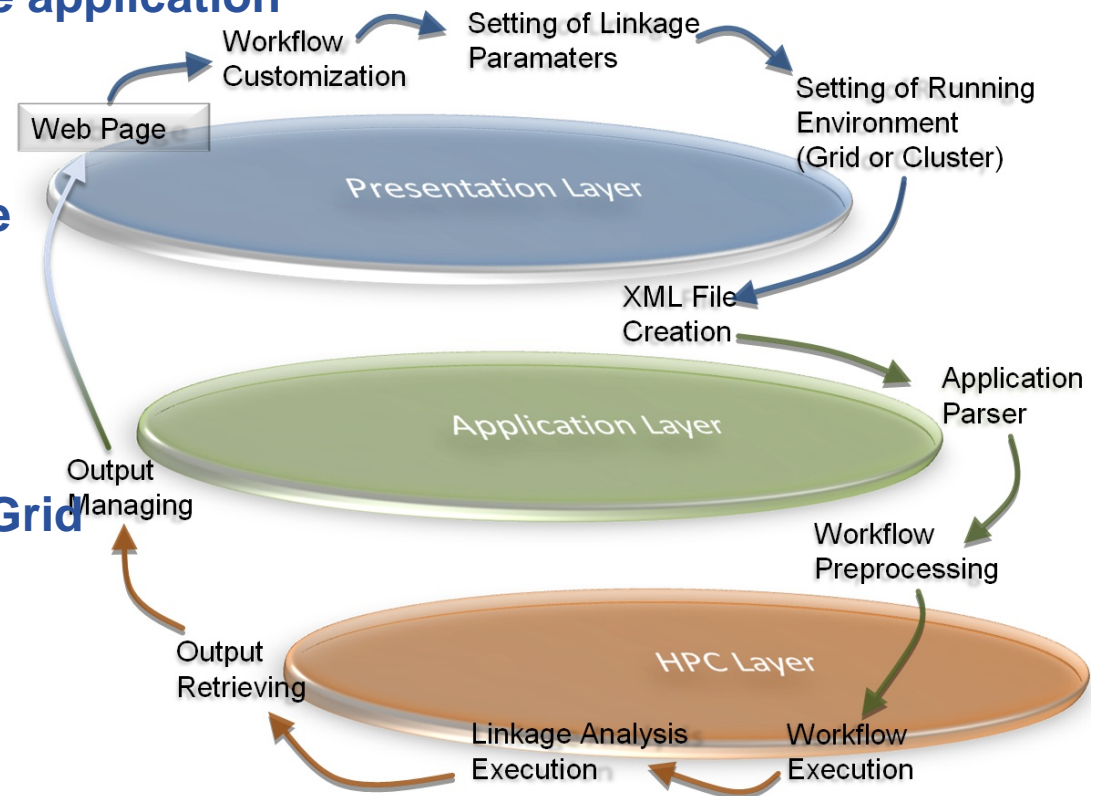 e application
Workflow
Customization
Setting of Linkage
Paramaters
Setting of Running
Environment
(Grid or Cluster)
Web Page
Presentation Layer
e
XML File
Creation
Application Layer
Application
Parser
Output
Managing
Grid
Workflow
Preprocessing
HPC Layer
Output
Retrieving
Linkage Analysis
Execution
Workflow
Execution